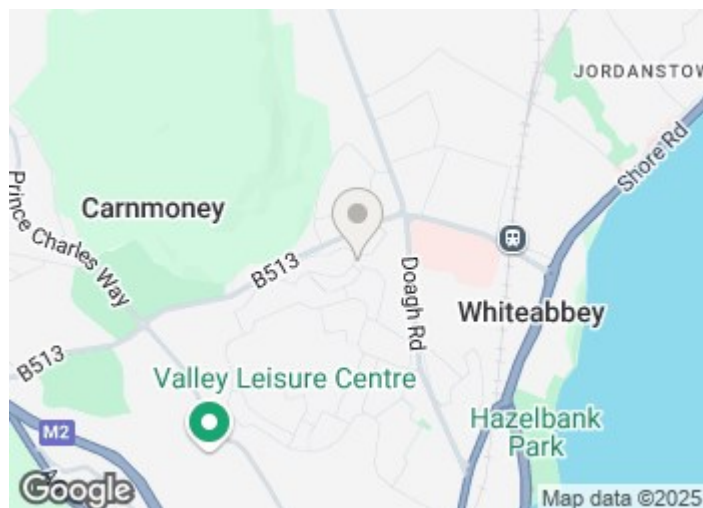 JORDANSTOW
Shore Rd
Carnmoney
Prince Charles Way
B513
Doagh Rd
Whiteabbey
B513
Valley Leisure Centre
Hazelbank
Park
M2
A
Google
Map data ©2025